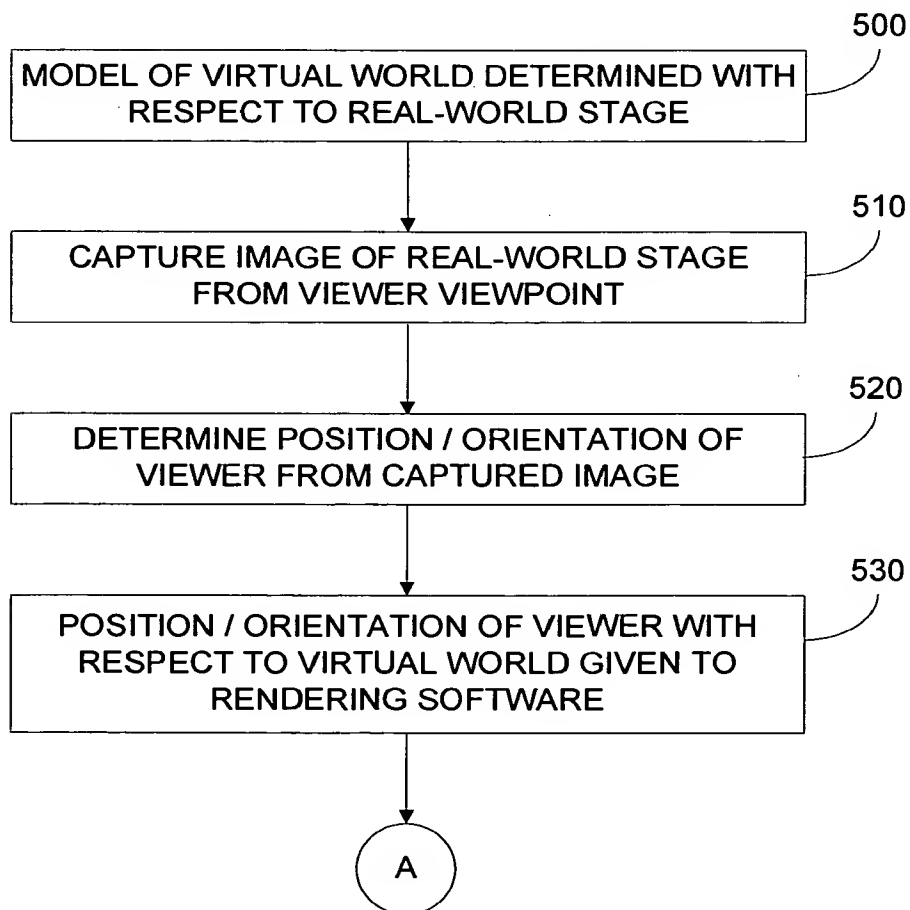 500
MODEL OF VIRTUAL WORLD DETERMINED WITH
RESPECT TO REAL-WORLD STAGE
510
CAPTURE IMAGE OF REAL-WORLD STAGE
FROM VIEWER VIEWPOINT
520
DETERMINE POSITION / ORIENTATION OF
VIEWER FROM CAPTURED IMAGE
530
POSITION / ORIENTATION OF VIEWER WITH
RESPECT TO VIRTUAL WORLD GIVEN TO
RENDERING SOFTWARE
A